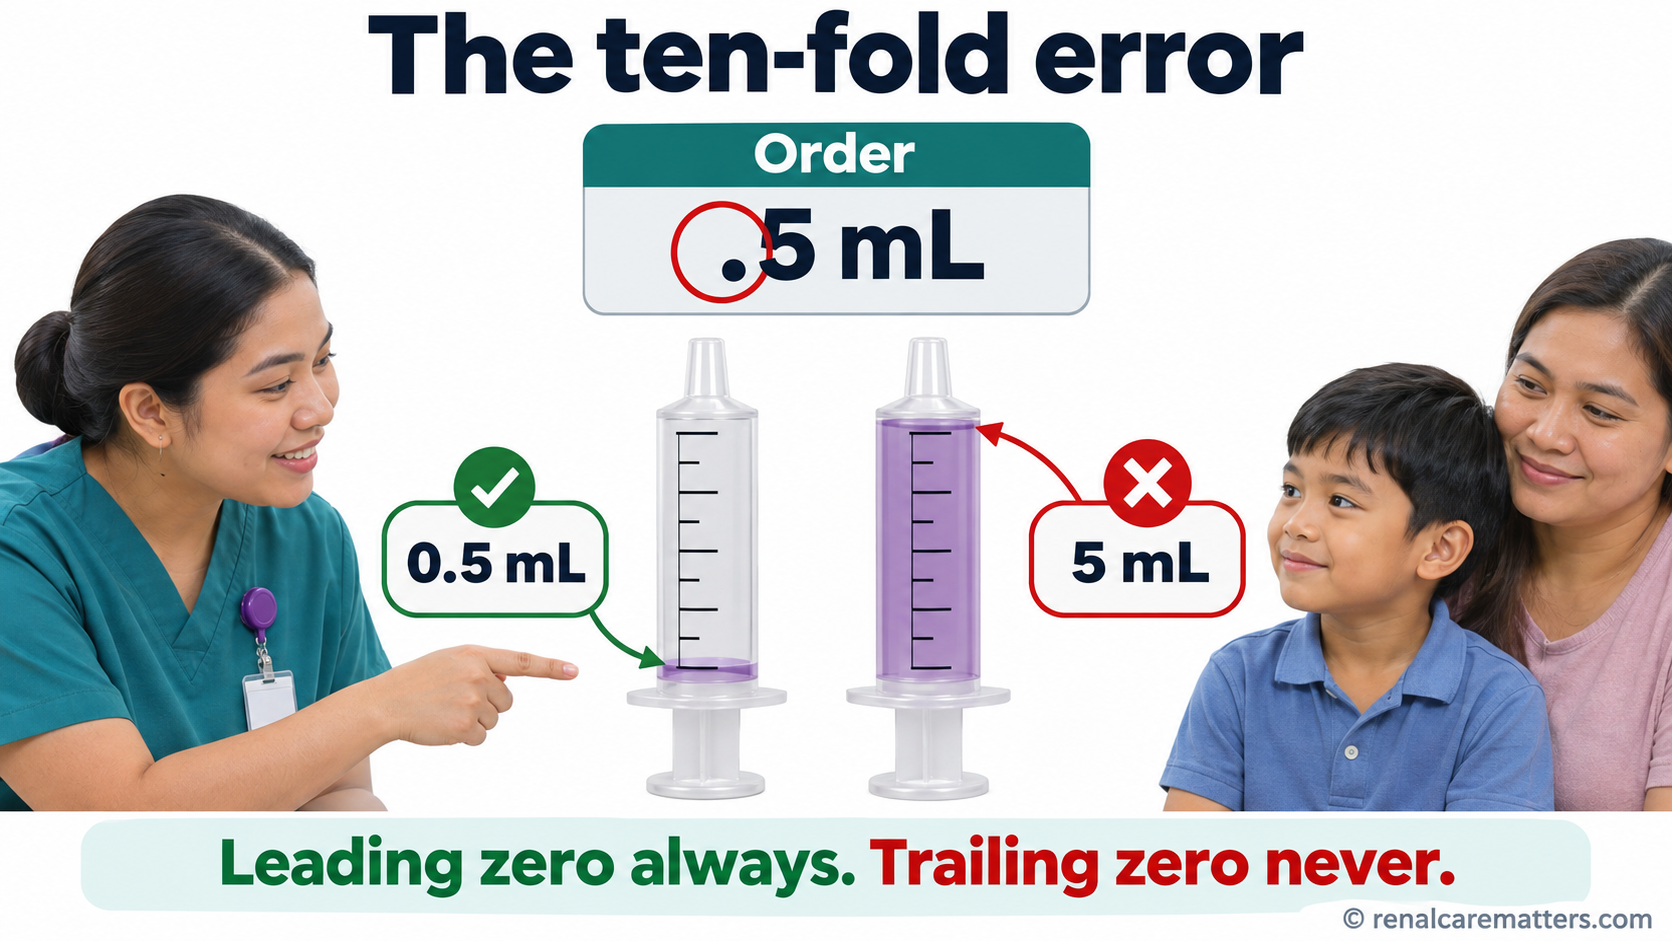 The ten-fold error
Order
.5 mL
0.5 mL
5 mL
Leading zero always. Trailing zero never.
© renalcarematters.com